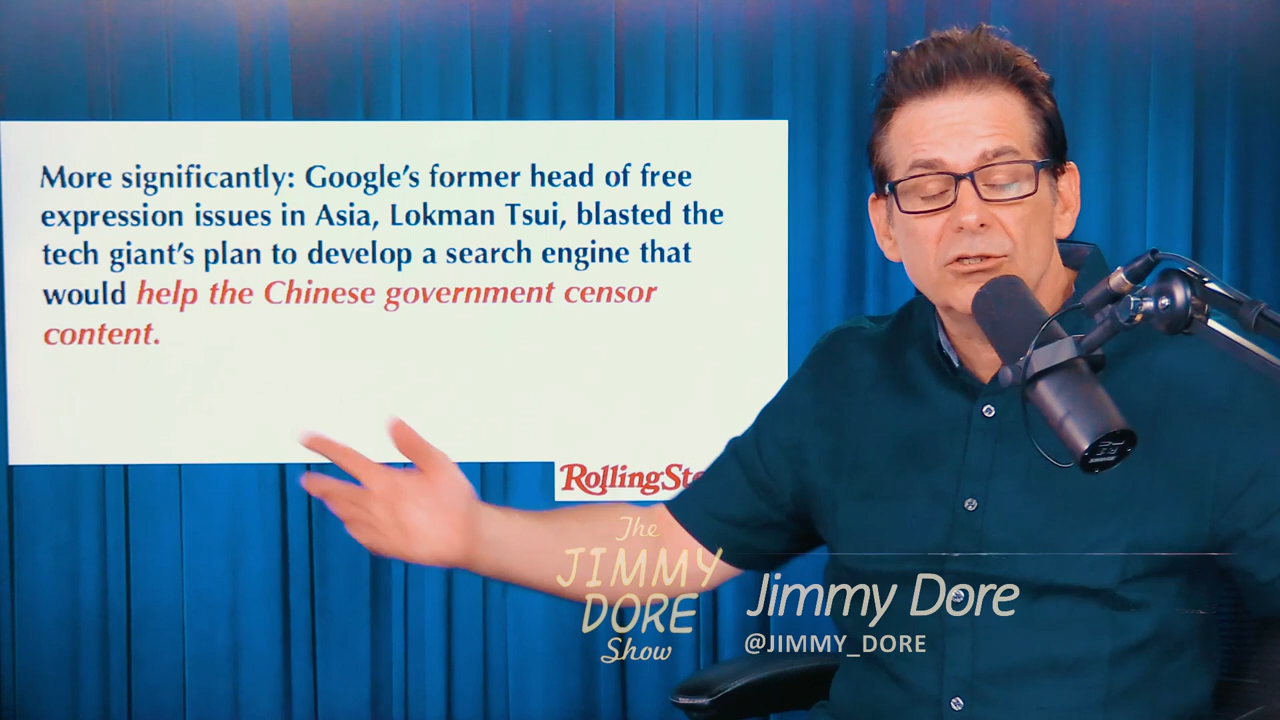 More significantly: Google's former head of free
expression issues in Asia, Lokman Tsui, blasted the
tech giant's plan to develop a search engine that
would help the Chinese government censor
content.
The
JIMMY
DORE
Show
Jimmy Dore
@JIMMY_DORE